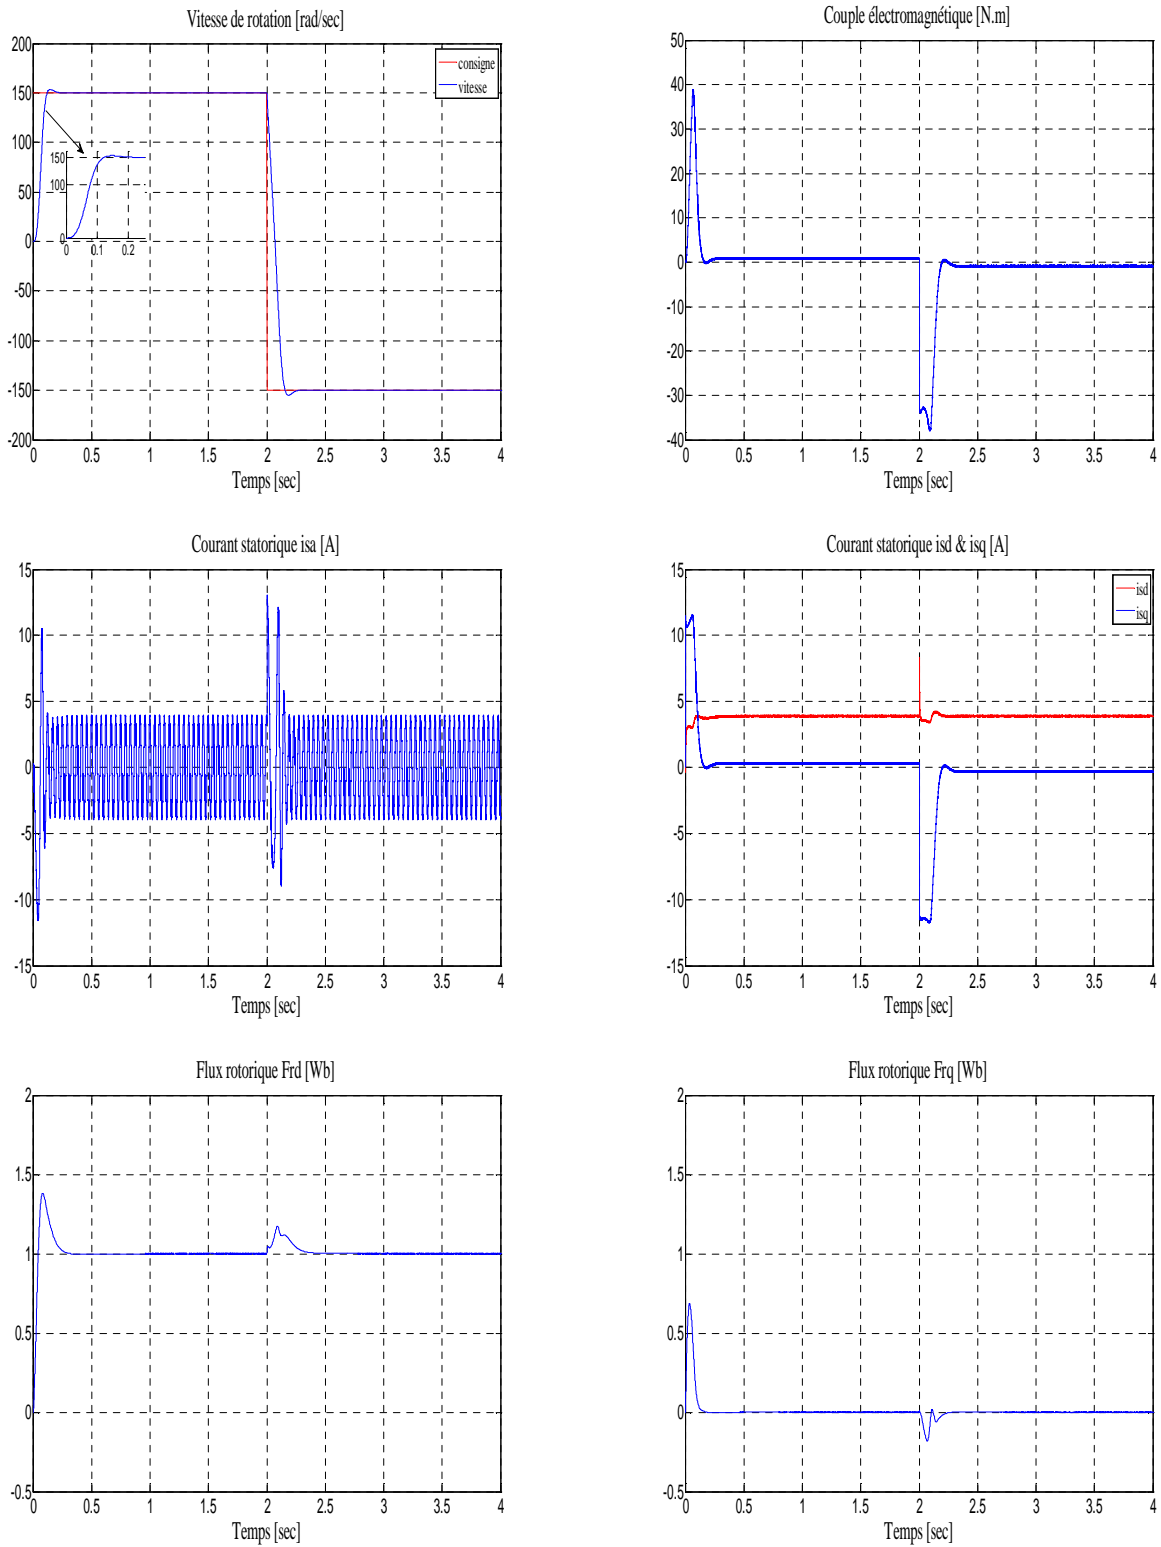 Vitesse de rotation [rad/sec]
200
150
100
50
0
-50
-100
-150
-200
0 0.5 1 1.5 2 2.5 3 3.5 4
Temps [sec]
consigne
vitesse
150
100
0
0 0.1 0.2
Couple électromagnétique [N.m]
50
40
30
20
10
0
-10
-20
-30
-40
0 0.5 1 1.5 2 2.5 3 3.5 4
Temps [sec]
Courant statorique isa [A]
15
10
5
0
-5
-10
-15
0 0.5 1 1.5 2 2.5 3 3.5 4
Temps [sec]
Courant statorique isd & isq [A]
15
10
5
0
-5
-10
-15
0 0.5 1 1.5 2 2.5 3 3.5 4
Temps [sec]
isd
isq
Flux rotorique Frd [Wb]
2
1.5
1
0.5
0
-0.5
0 0.5 1 1.5 2 2.5 3 3.5 4
Temps [sec]
Flux rotorique Frq [Wb]
2
1.5
1
0.5
0
-0.5
0 0.5 1 1.5 2 2.5 3 3.5 4
Temps [sec]